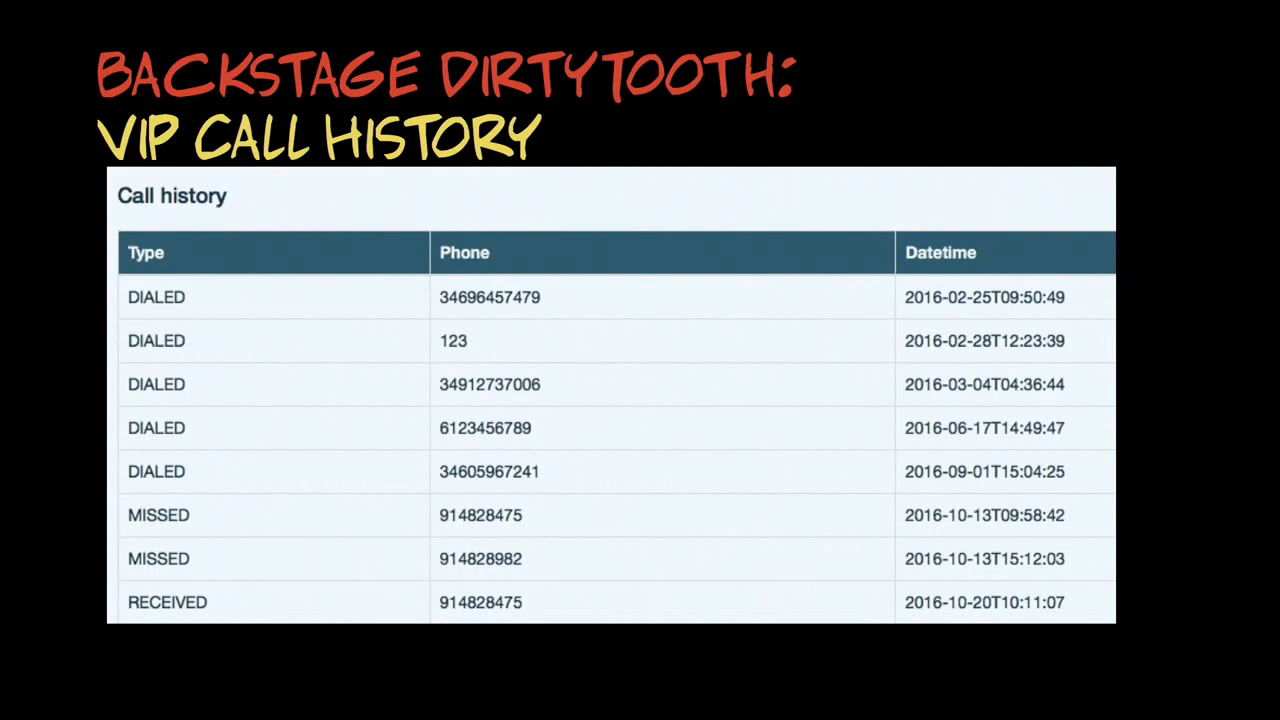 BACKSTAGE DIRTYTOOTH:
VIP CALL HISTORY
Call history
Type Phone Datetime
DIALED 34696457479 2016-02-25T09:50:49
DIALED 123 2016-02-28T12:23:39
DIALED 34912737006 2016-03-04T04:36:44
DIALED 6123456789 2016-06-17T14:49:47
DIALED 34605967241 2016-09-01T15:04:25
MISSED 914828475 2016-10-13T09:58:42
MISSED 914828982 2016-10-13T15:12:03
RECEIVED 914828475 2016-10-20T10:11:07